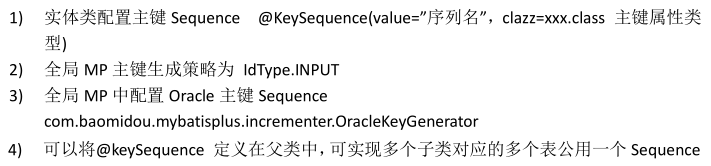 1) 实体类配置主键 Sequence @KeySequence(value=”序列名”，clazz=xxx.class 主键属性类
型)
2) 全局 MP 主键生成策略为 IdType.INPUT
3) 全局 MP 中配置 Oracle 主键 Sequence
com.baomidou.mybatisplus.incrementer.OracleKeyGenerator
4) 可以将@keySequence 定义在父类中，可实现多个子类对应的多个表公用一个 Sequence